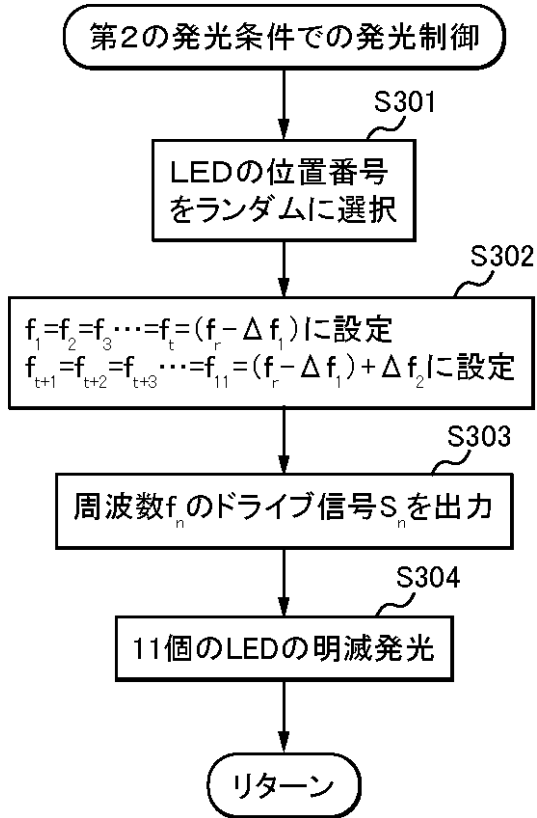 第2の発光条件での発光制御
S301
LEDの位置番号
をランダムに選択
S302
f₁=f₂=f₃⋯=fₜ=(fᵣ−Δf₁)に設定
fₜ₊₁=fₜ₊₂=fₜ₊₃⋯=f₁₁=(fᵣ−Δf₁)+Δf₂に設定
S303
周波数fₙのドライブ信号Sₙを出力
S304
11個のLEDの明滅発光
リターン